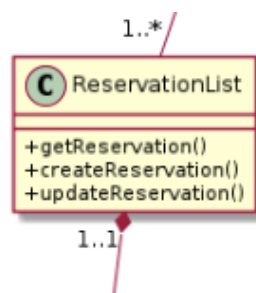 1..*
C ReservationList
+getReservation()
+createReservation()
+updateReservation()
1..1